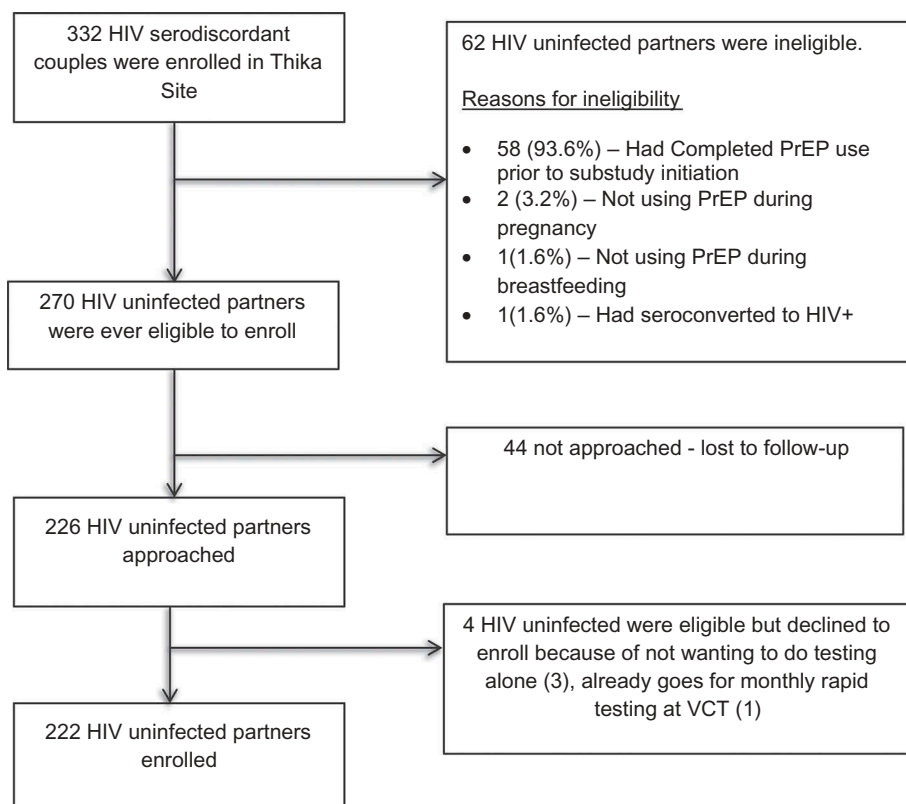 332 HIV serodiscordant
couples were enrolled in Thika
Site
62 HIV uninfected partners were ineligible.
Reasons for ineligibility
• 58 (93.6%) – Had Completed PrEP use
prior to substudy initiation
• 2 (3.2%) – Not using PrEP during
pregnancy
• 1(1.6%) – Not using PrEP during
breastfeeding
• 1(1.6%) – Had seroconverted to HIV+
270 HIV uninfected partners
were ever eligible to enroll
44 not approached - lost to follow-up
226 HIV uninfected partners
approached
4 HIV uninfected were eligible but declined to
enroll because of not wanting to do testing
alone (3), already goes for monthly rapid
testing at VCT (1)
222 HIV uninfected partners
enrolled